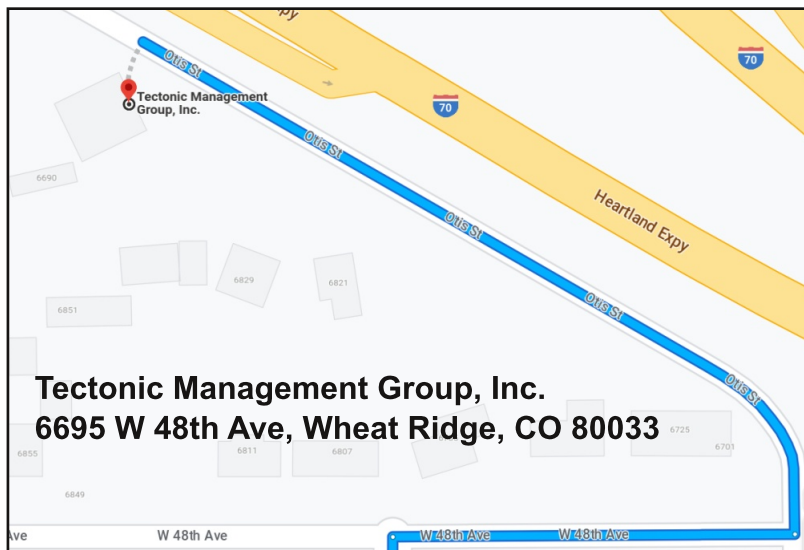 py
Otis St
70
70
Tectonic Management
Group, Inc.
Otis St
6690
Heartland Expy
Otis St
6829
6821
Otis St
6851
Otis St
Tectonic Management Group, Inc.
6695 W 48th Ave, Wheat Ridge, CO 80033
6725
6701
6855
6811
6807
6849
Ave
W 48th Ave
W 48th Ave
W 48th Ave